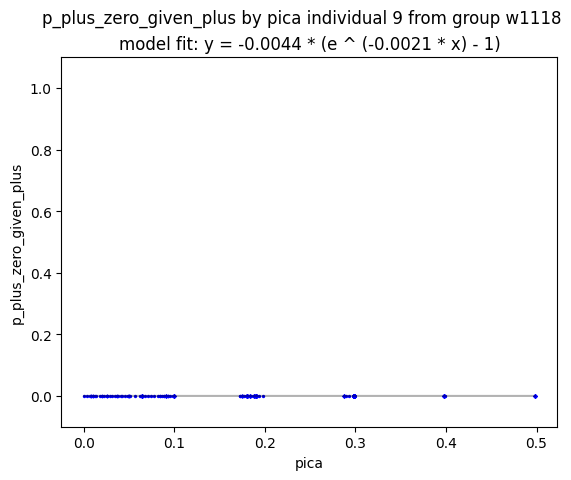 p_plus_zero_given_plus by pica individual 9 from group w1118
model fit: y = -0.0044 * (e ^ (-0.0021 * x) - 1)
1.0
0.8
0.6
0.4
0.2
0.0
p_plus_zero_given_plus
0.0 0.1 0.2 0.3 0.4 0.5
pica